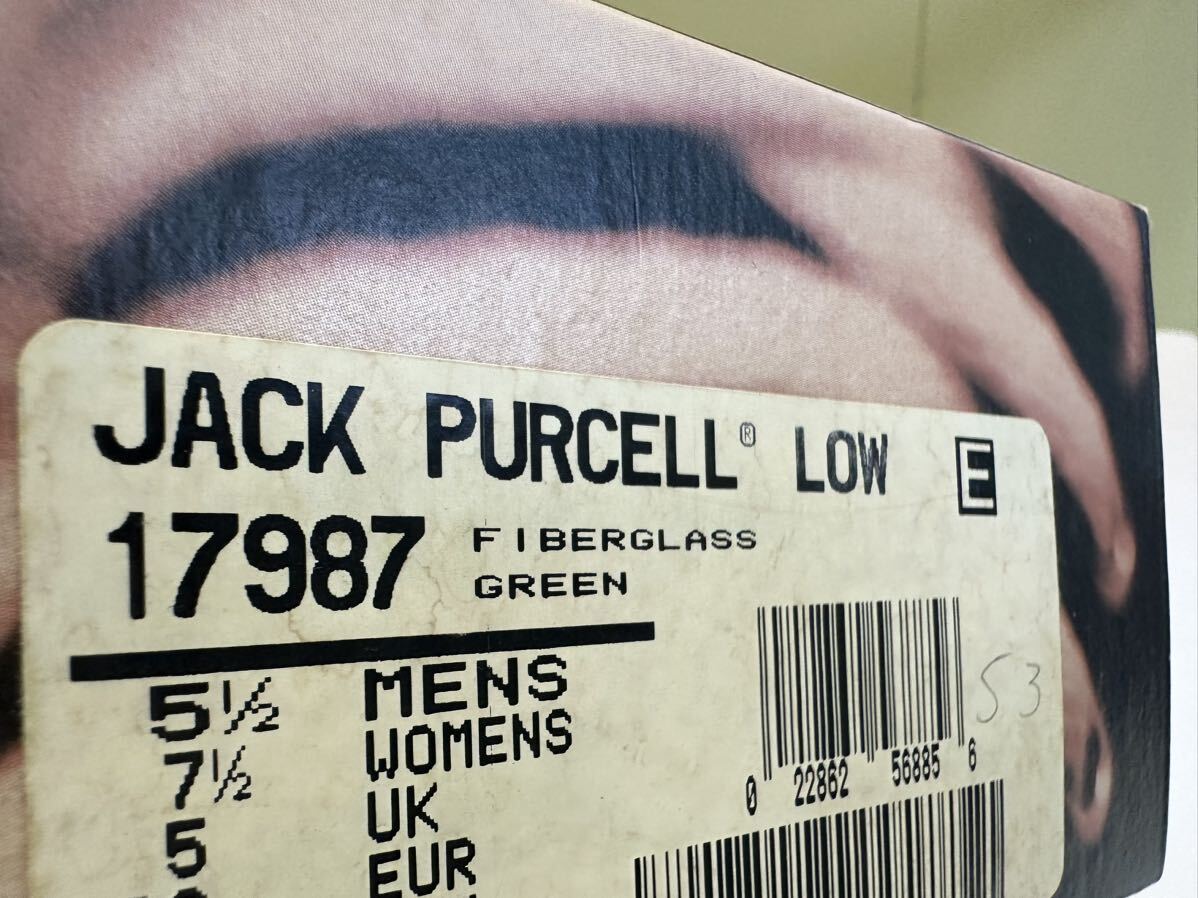 JACK PURCELL® LOW E
17987 FIBERGLASS
GREEN
5½ MENS
7½ WOMENS
5 UK
EUR
0 22862 56885 6
53